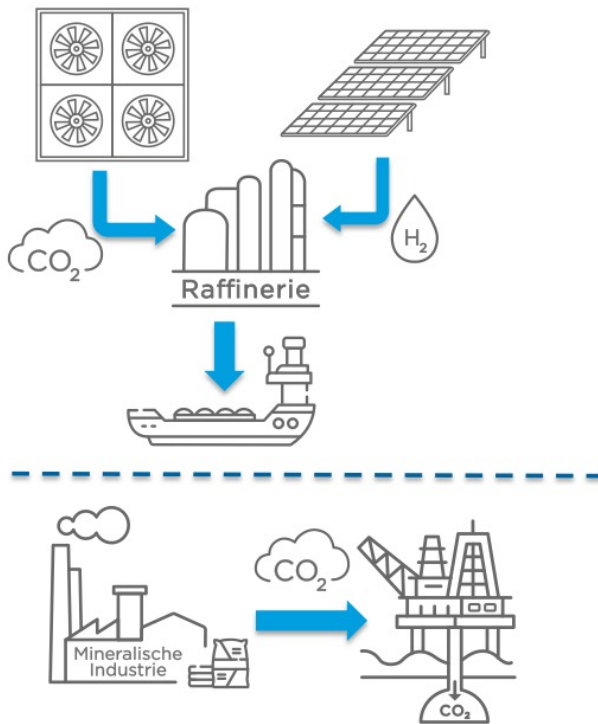 CO₂
H₂
Raffinerie
CO₂
Mineralische
Industrie
CO₂